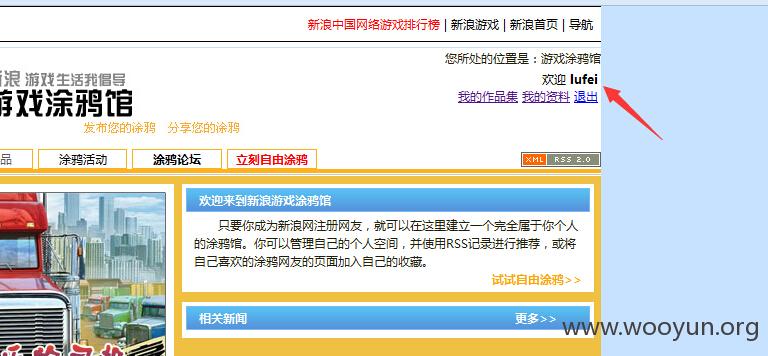 新浪中国网络游戏排行榜 | 新浪游戏 | 新浪首页 | 导航
您所处的位置是：游戏涂鸦馆
欢迎 lufei
我的作品集 我的资料 退出
新浪 游戏生活我倡导
游戏涂鸦馆
发布您的涂鸦 分享您的涂鸦
品 涂鸦活动 涂鸦论坛 立刻自由涂鸦 XML RSS 2.0
欢迎来到新浪游戏涂鸦馆
只要你成为新浪网注册网友，就可以在这里建立一个完全属于你个人
的涂鸦馆。你可以管理自己的个人空间，并使用RSS记录进行推荐，或将
自己喜欢的涂鸦网友的页面加入自己的收藏。
试试自由涂鸦>>
相关新闻 更多>>
www.wooyun.org